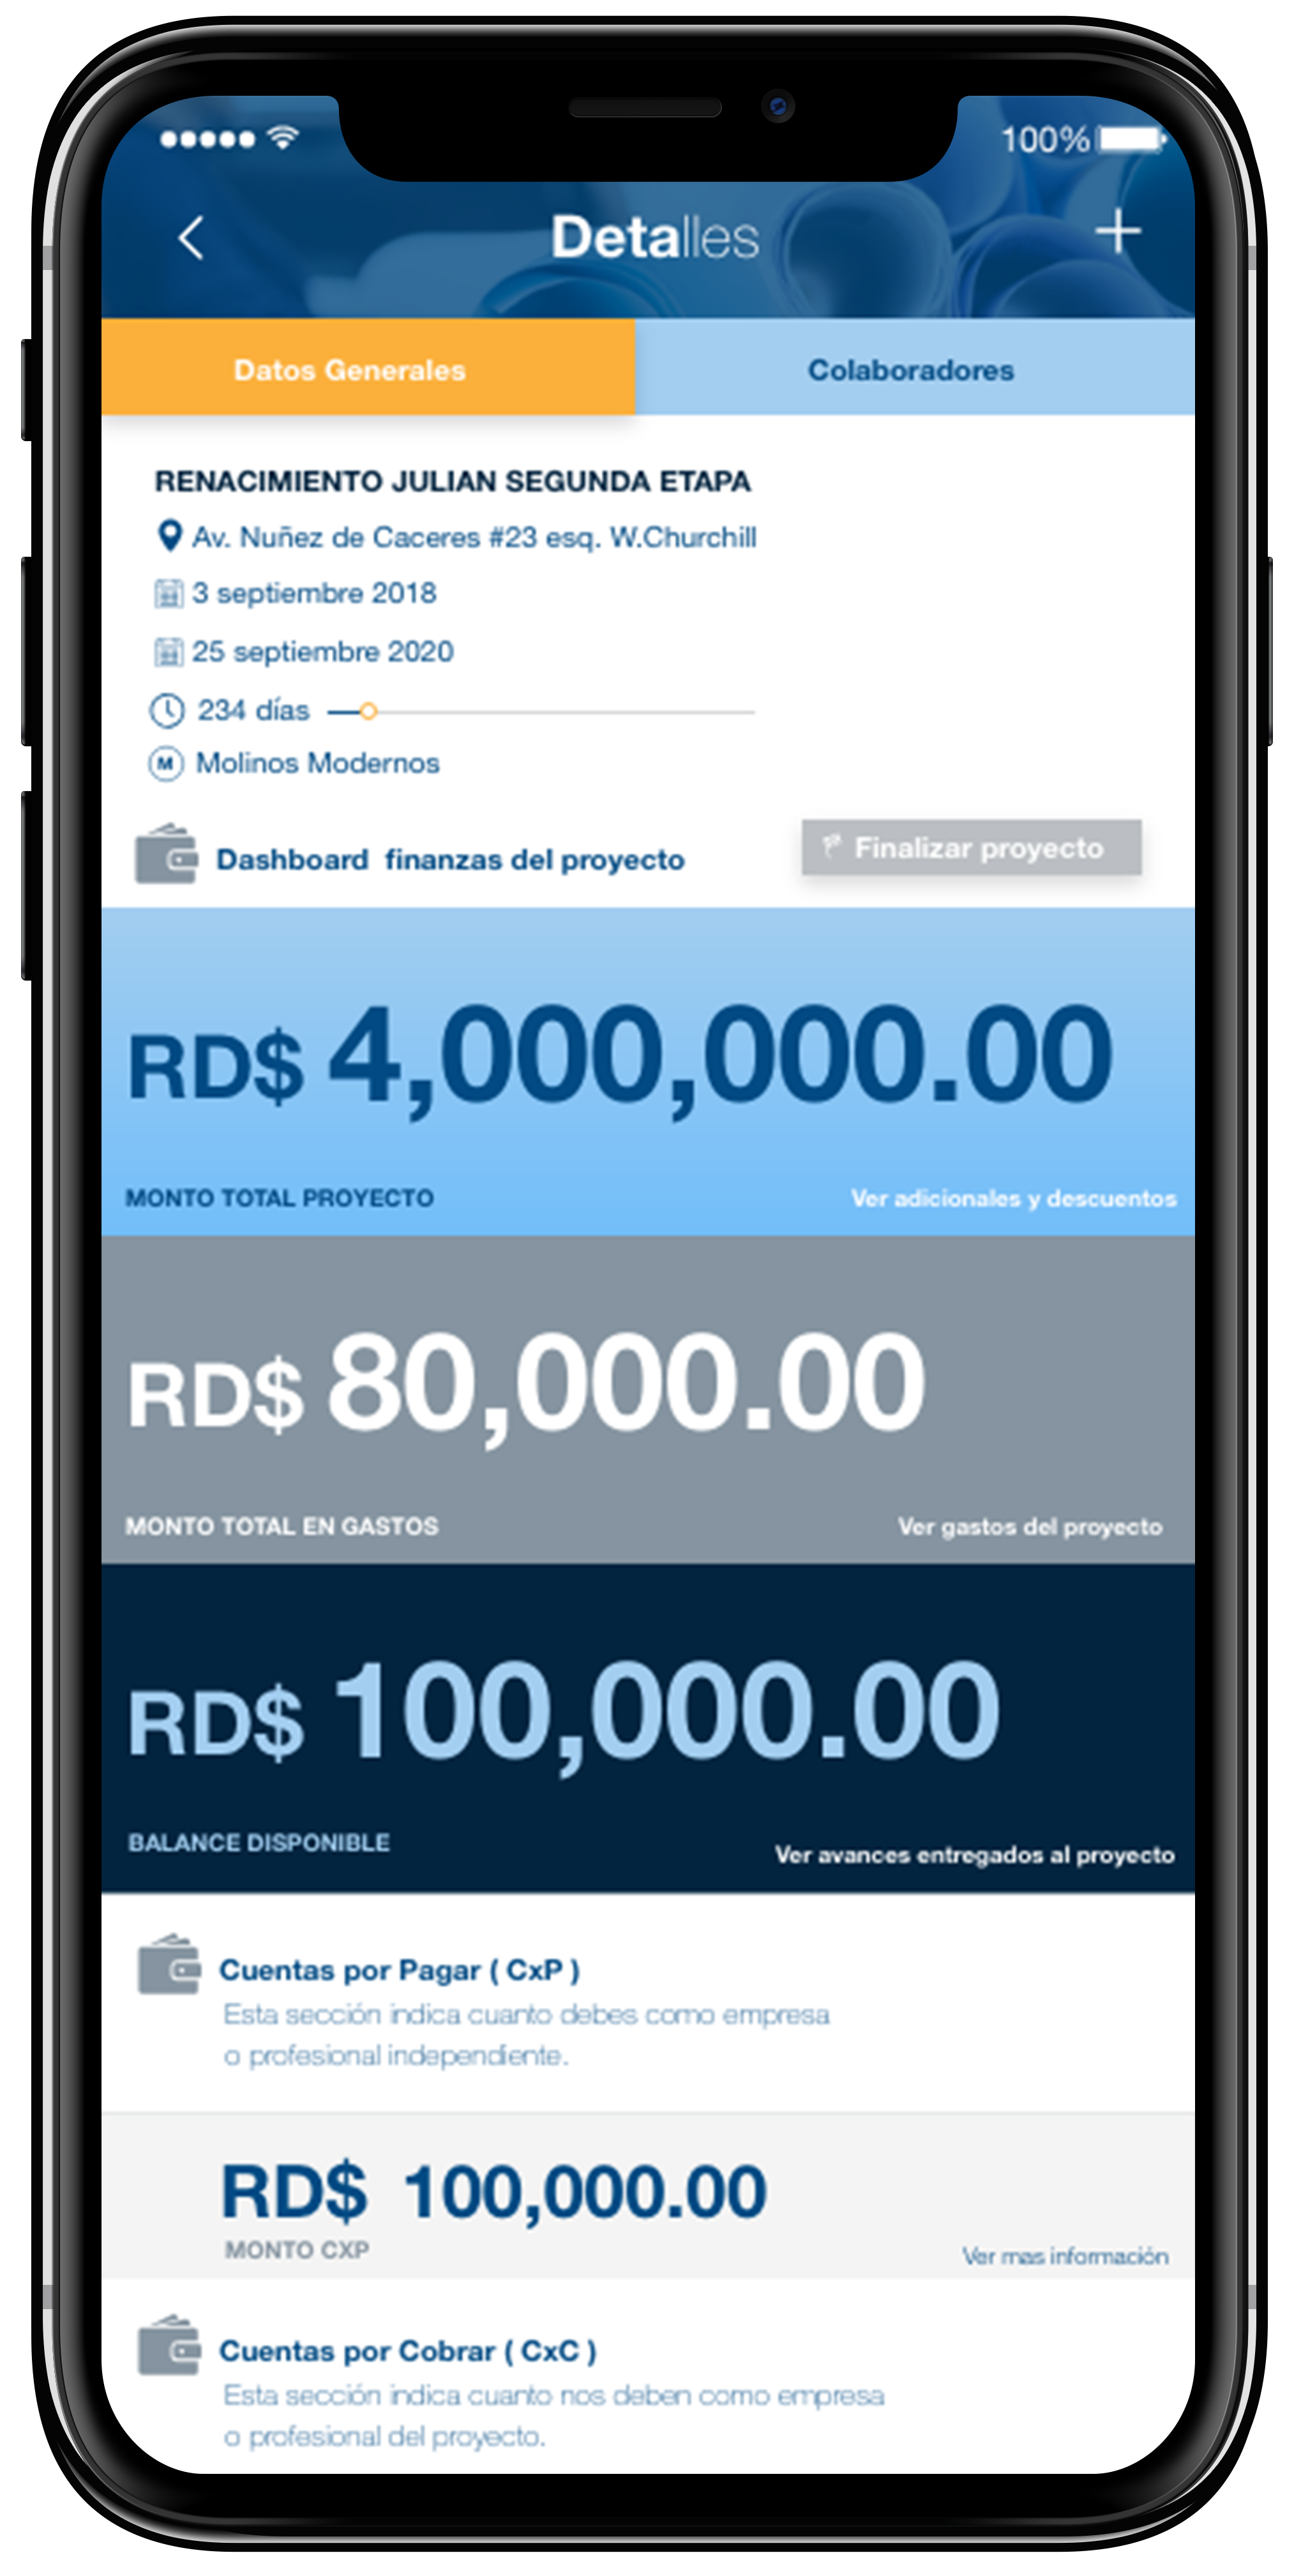 100%
Detalles
Datos Generales
Colaboradores
RENACIMIENTO JULIAN SEGUNDA ETAPA
Av. Nuñez de Caceres #23 esq. W.Churchill
3 septiembre 2018
25 septiembre 2020
234 días
M Molinos Modernos
Dashboard finanzas del proyecto
Finalizar proyecto
RD$ 4,000,000.00
MONTO TOTAL PROYECTO
Ver adicionales y descuentos
RD$ 80,000.00
MONTO TOTAL EN GASTOS
Ver gastos del proyecto
RD$ 100,000.00
BALANCE DISPONIBLE
Ver avances entregados al proyecto
Cuentas por Pagar ( CxP )
Esta sección indica cuanto debes como empresa
o profesional independiente.
RD$ 100,000.00
MONTO CXP
Ver mas información
Cuentas por Cobrar ( CxC )
Esta sección indica cuanto nos deben como empresa
o profesional del proyecto.